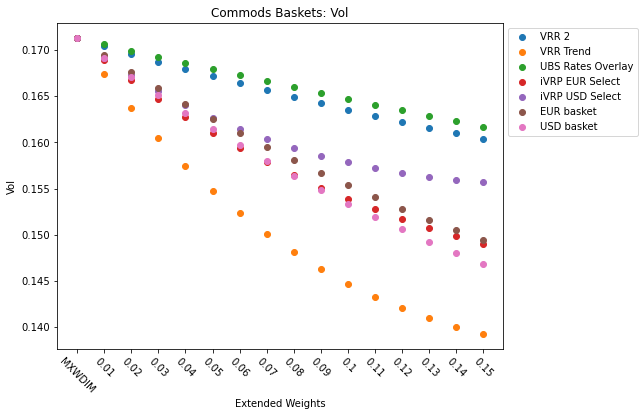 Commods Baskets: Vol
VRR 2
VRR Trend
UBS Rates Overlay
iVRP EUR Select
iVRP USD Select
EUR basket
USD basket
Vol
0.170
0.165
0.160
0.155
0.150
0.145
0.140
MXWDIM
0.01
0.02
0.03
0.04
0.05
0.06
0.07
0.08
0.09
0.1
0.11
0.12
0.13
0.14
0.15
Extended Weights